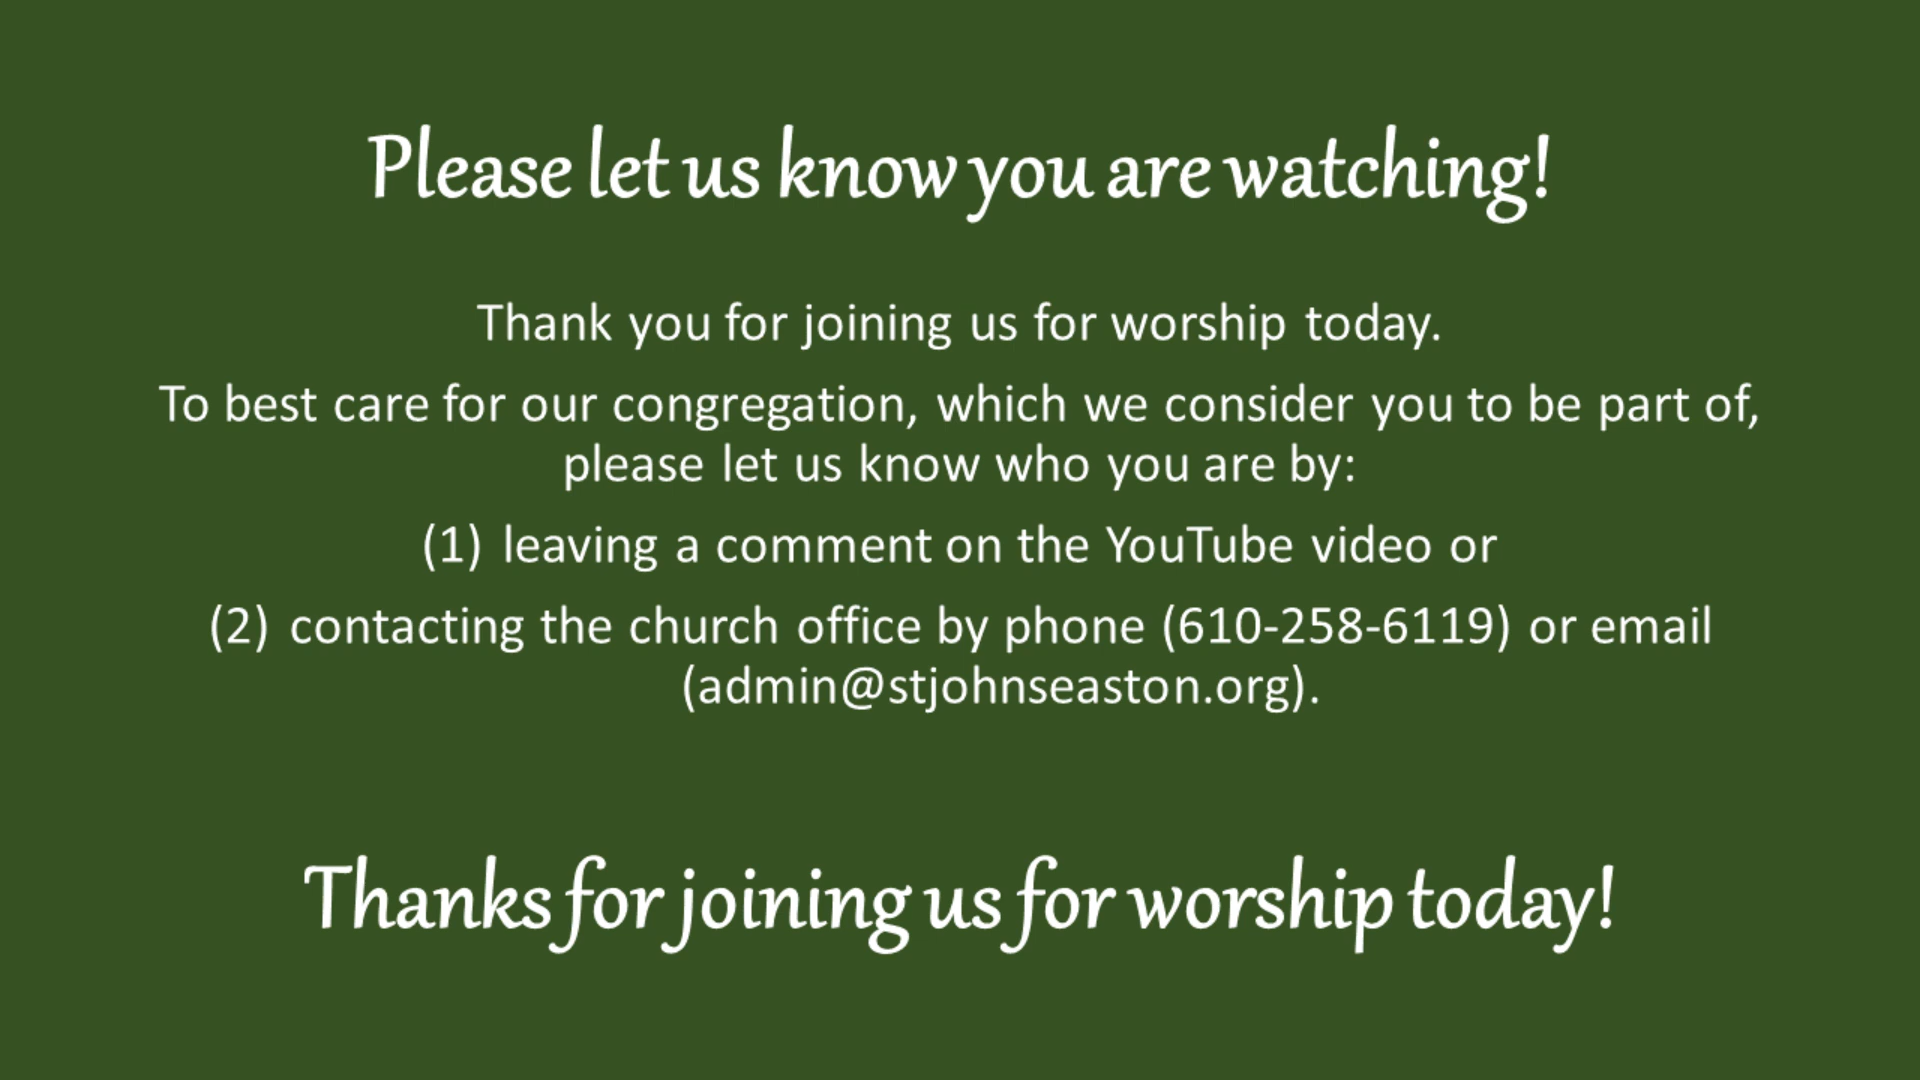 Please let us know you are watching!
Thank you for joining us for worship today.
To best care for our congregation, which we consider you to be part of,
please let us know who you are by:
(1) leaving a comment on the YouTube video or
(2) contacting the church office by phone (610-258-6119) or email
(admin@stjohnseaston.org).
Thanks for joining us for worship today!